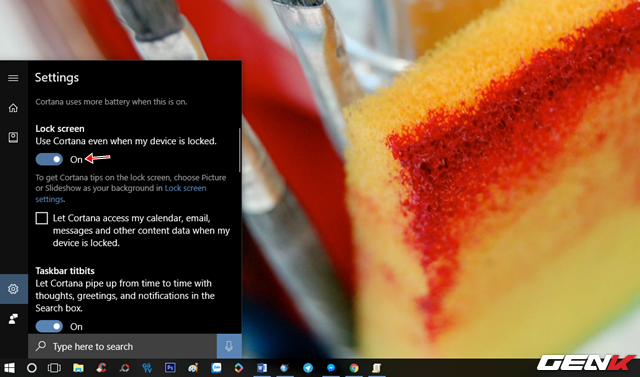 Settings
Cortana uses more battery when this is on.
Lock screen
Use Cortana even when my device is locked.
On
To get Cortana tips on the lock screen, choose Picture
or Slideshow as your background in Lock screen
settings.
Let Cortana access my calendar, email,
messages and other content data when my
device is locked.
Taskbar titbits
Let Cortana pipe up from time to time with
thoughts, greetings, and notifications in the
Search box.
On
Type here to search
Ps
W
GENK